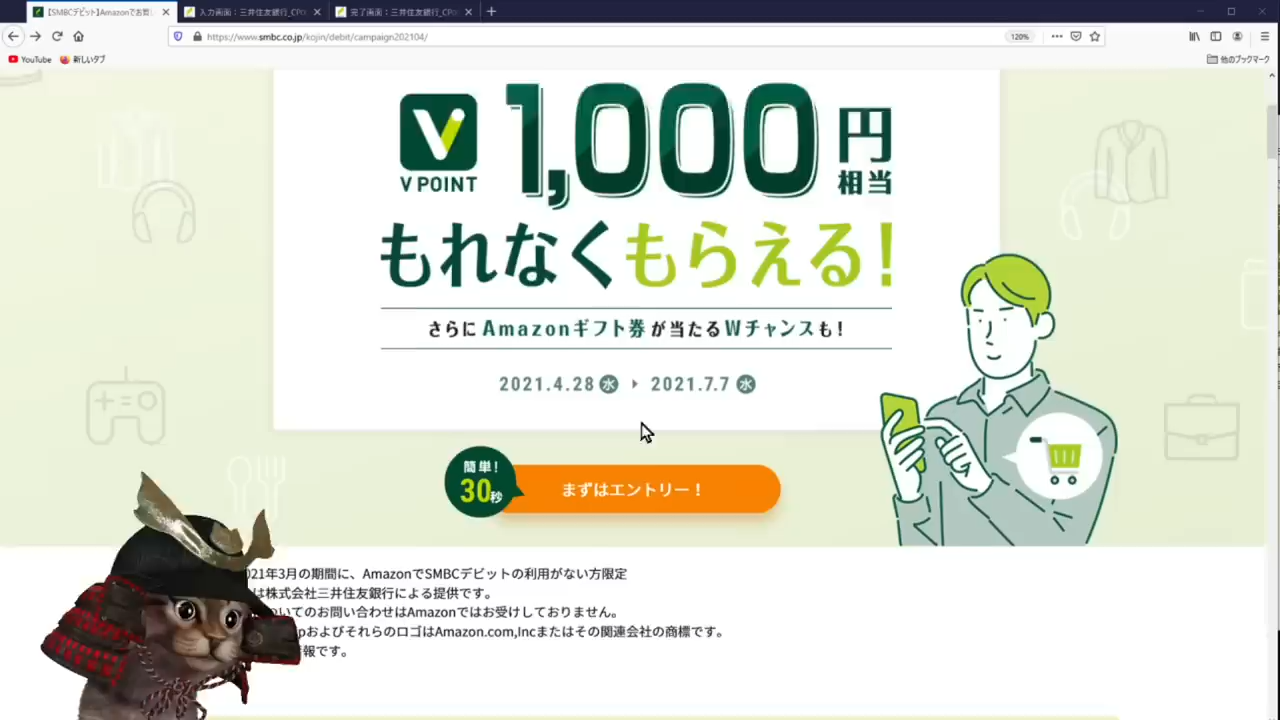 【SMBCデビット】Amazonでお買い
入力画面：三井住友銀行_CPo
完了画面：三井住友銀行_CPo
https://www.smbc.co.jp/kojin/debit/campaign202104/
120%
YouTube
新しいタブ
他のブックマーク
V POINT
1,000円相当
もれなくもらえる！
さらにAmazonギフト券が当たるWチャンスも！
2021.4.28 水 ▸ 2021.7.7 水
簡単！
30秒
まずはエントリー！
021年3月の期間に、AmazonでSMBCデビットの利用がない方限定
は株式会社三井住友銀行による提供です。
ついてのお問い合わせはAmazonではお受けしておりません。
pおよびそれらのロゴはAmazon.com,Incまたはその関連会社の商標です。
報です。